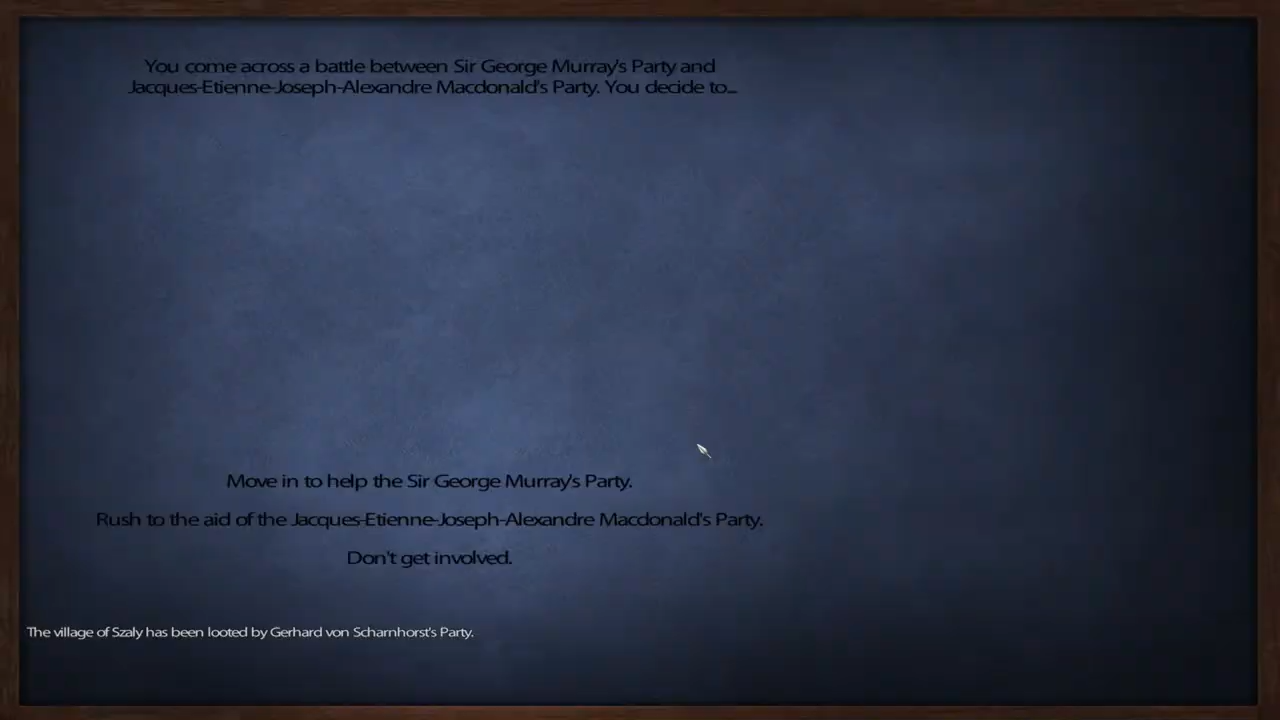 You come across a battle between Sir George Murray's Party and
Jacques-Etienne-Joseph-Alexandre Macdonald's Party. You decide to...
Move in to help the Sir George Murray's Party.
Rush to the aid of the Jacques-Etienne-Joseph-Alexandre Macdonald's Party.
Don't get involved.
The village of Szaly has been looted by Gerhard von Scharnhorst's Party.